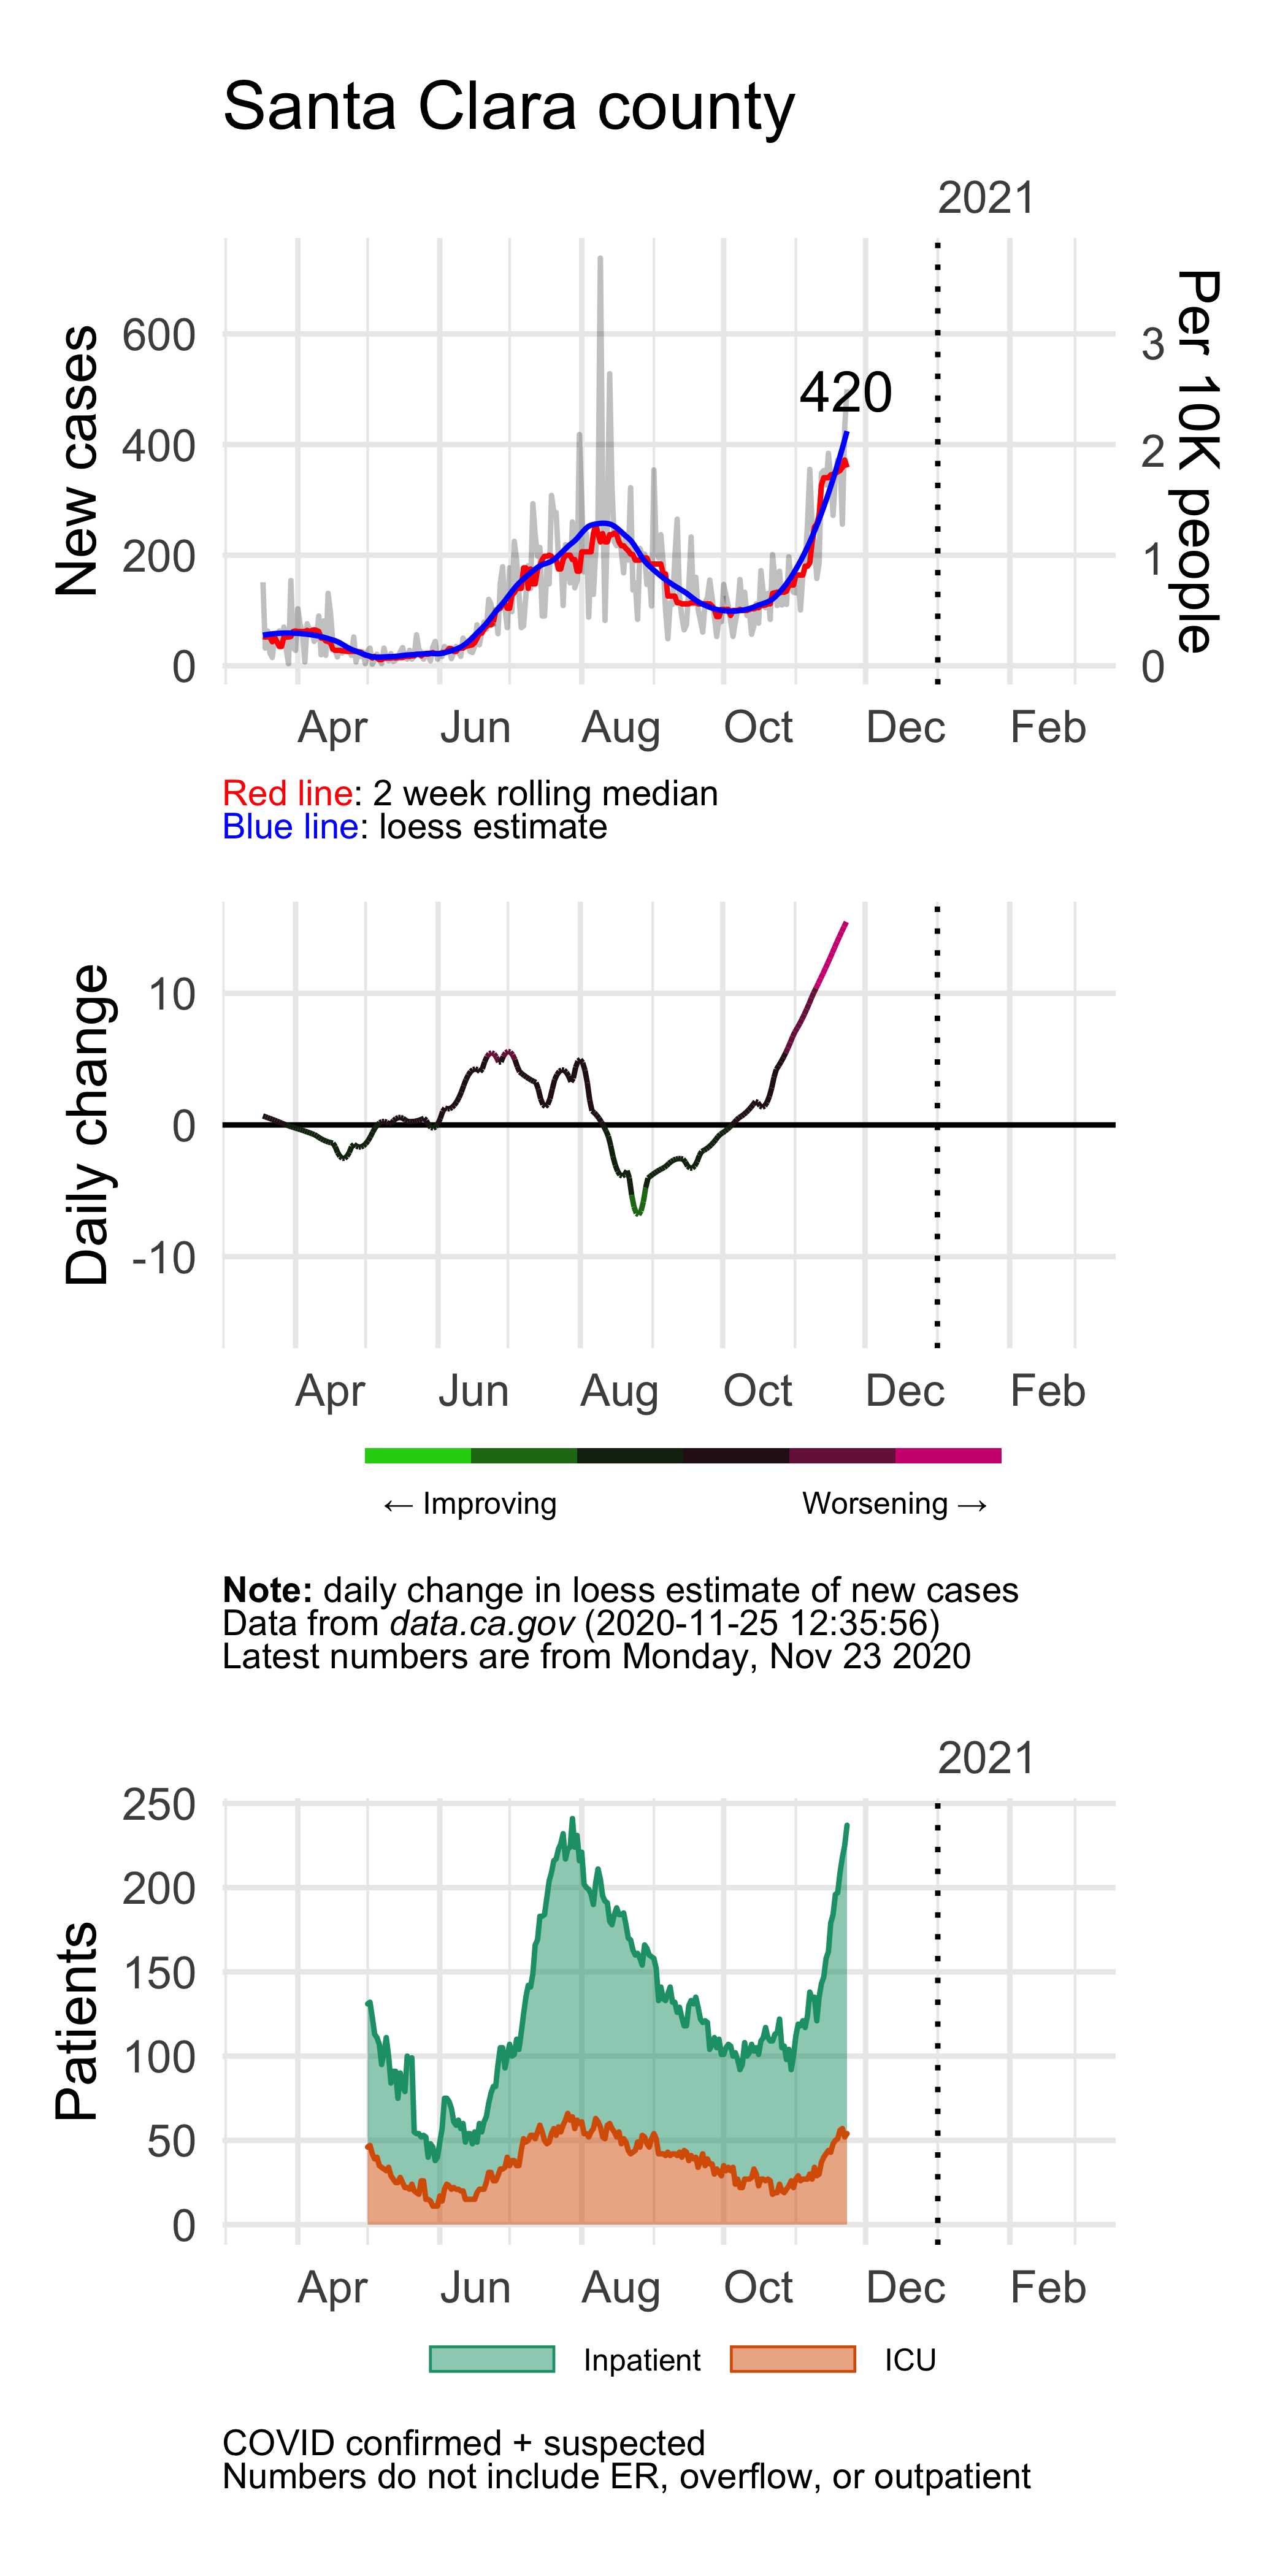 Santa Clara county
2021
New cases
600
400
200
0
420
3
2
1
0
Per 10K people
Apr Jun Aug Oct Dec Feb
Red line: 2 week rolling median
Blue line: loess estimate
Daily change
10
0
-10
Apr Jun Aug Oct Dec Feb
← Improving Worsening →
Note: daily change in loess estimate of new cases
Data from data.ca.gov (2020-11-25 12:35:56)
Latest numbers are from Monday, Nov 23 2020
2021
Patients
250
200
150
100
50
0
Apr Jun Aug Oct Dec Feb
Inpatient ICU
COVID confirmed + suspected
Numbers do not include ER, overflow, or outpatient